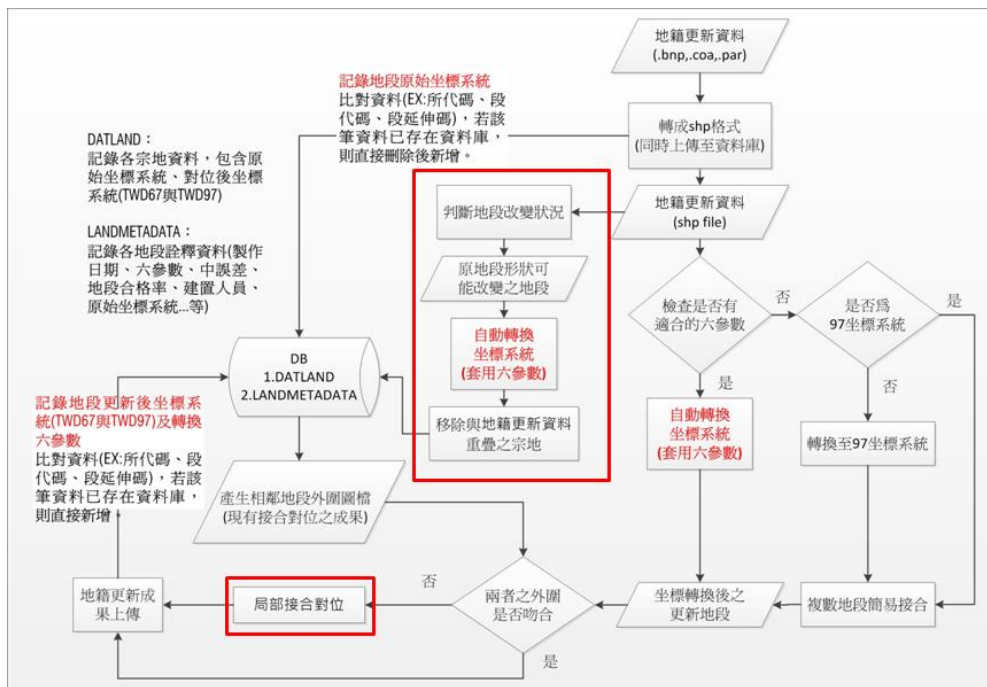 地籍更新資料
(.bnp,.coa,.par)
記錄地段原始坐標系統
比對資料(EX:所代碼、段
代碼、段延伸碼)，若該
筆資料已存在資料庫，
則直接刪除後新增。
轉成shp格式
(同時上傳至資料庫)
DATLAND：
記錄各宗地資料，包含原
始坐標系統、對位後坐標
系統(TWD67與TWD97)
LANDMETADATA：
記錄各地段詮釋資料(製作
日期、六參數、中誤差、
地段合格率、建置人員、
原始坐標系統...等)
判斷地段改變狀況
地籍更新資料
(shp file)
原地段形狀可
能改變之地段
自動轉換
坐標系統
(套用六參數)
移除與地籍更新資料
重疊之宗地
檢查是否有
適合的六參數
否
是否為
97坐標系統
是
是
否
自動轉換
坐標系統
(套用六參數)
轉換至97坐標系統
DB
1.DATLAND
2.LANDMETADATA
記錄地段更新後坐標系
統(TWD67與TWD97)及轉換
六參數
比對資料(EX:所代碼、段
代碼、段延伸碼)，若該
筆資料已存在資料庫，
則直接新增。
產生相鄰地段外圍圖檔
(現有接合對位之成果)
地籍更新成
果上傳
局部接合對位
否
兩者之外圍
是否吻合
是
坐標轉換後之
更新地段
複數地段簡易接合